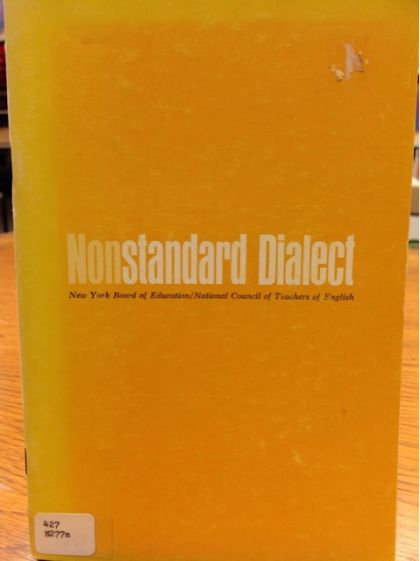 Nonstandard Dialect
New York Board of Education/National Council of Teachers of English
427
N277n